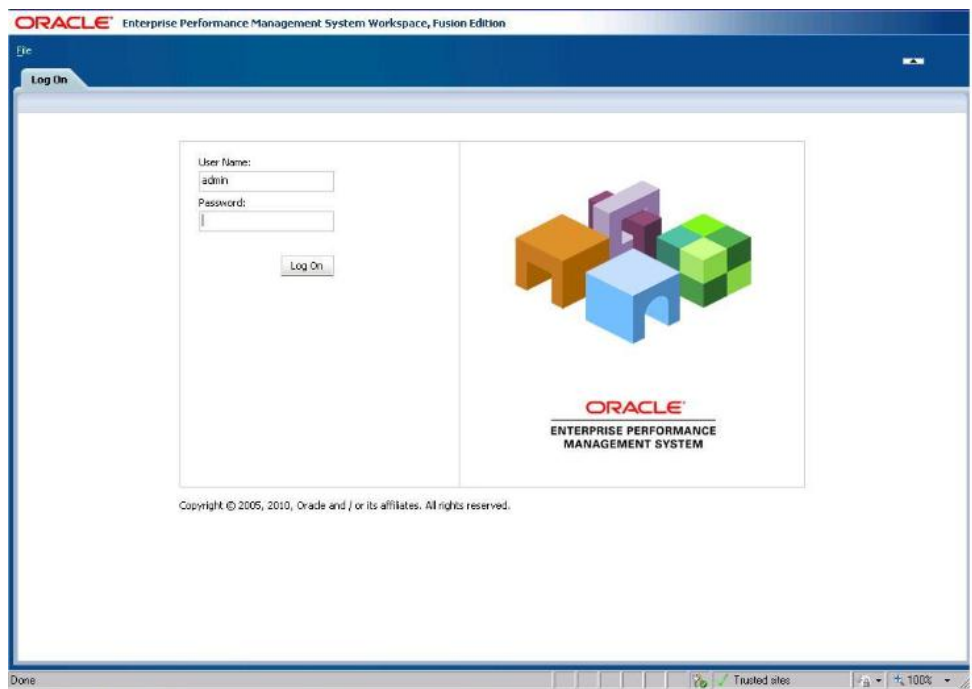 ORACLE Enterprise Performance Management System Workspace, Fusion Edition
File
Log On
User Name:
admin
Password:
Log On
ORACLE
ENTERPRISE PERFORMANCE
MANAGEMENT SYSTEM
Copyright © 2005, 2010, Oracle and / or its affiliates. All rights reserved.
Done
Trusted sites
100%